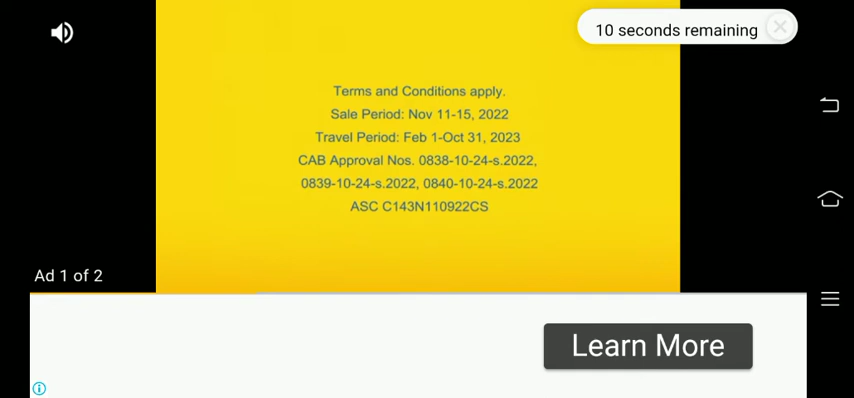 10 seconds remaining
Terms and Conditions apply.
Sale Period: Nov 11-15, 2022
Travel Period: Feb 1-Oct 31, 2023
CAB Approval Nos. 0838-10-24-s.2022,
0839-10-24-s.2022, 0840-10-24-s.2022
ASC C143N110922CS
Ad 1 of 2
Learn More